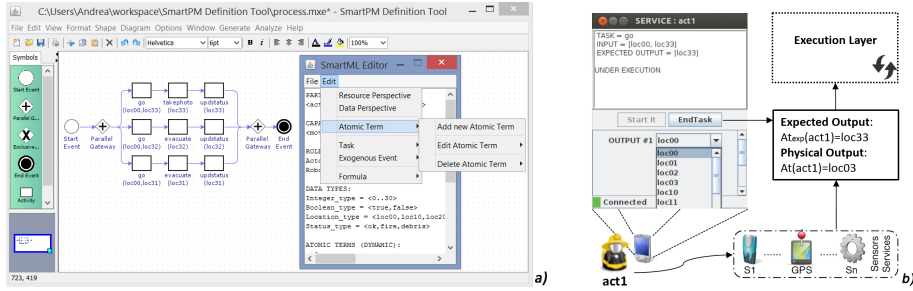 C:\Users\Andrea\workspace\SmartPM Definition Tool\process.mxe* - SmartPM Definition Tool
File Edit View Format Shape Diagram Options Window Generate Analyze Help
Helvetica 6pt B i 100%
Symbols
Start Event
Parallel G...
Exclusive...
End Event
Activity
Start Event
Parallel Gateway
go (loc00,loc33)
takephoto (loc33)
updstatus (loc33)
go (loc00,loc32)
evacuate (loc32)
updstatus (loc32)
go (loc00,loc31)
evacuate (loc31)
updstatus (loc31)
Parallel Gateway
End Event
723, 419
SmartML Editor
File Edit
Resource Perspective
Data Perspective
Atomic Term
Task
Exogenous Event
Formula
Add new Atomic Term
Edit Atomic Term
Delete Atomic Term
DATA TYPES:
Integer_type = <0..30>
Boolean_type = <true,false>
Location_type = <loc00,loc10,loc20
Status_type = <ok,fire,debris>
ATOMIC TERMS (DYNAMIC):
a)
SERVICE : act1
TASK = go
INPUT = [loc00, loc33]
EXPECTED OUTPUT = [loc33]
UNDER EXECUTION
Start It EndTask
OUTPUT #1 loc00
loc00
loc01
loc02
loc03
loc10
loc11
Connected
Execution Layer
Expected Output:
Atexp(act1)=loc33
Physical Output:
At(act1)=loc03
act1
S1 GPS Sn
Sensors
Services
b)